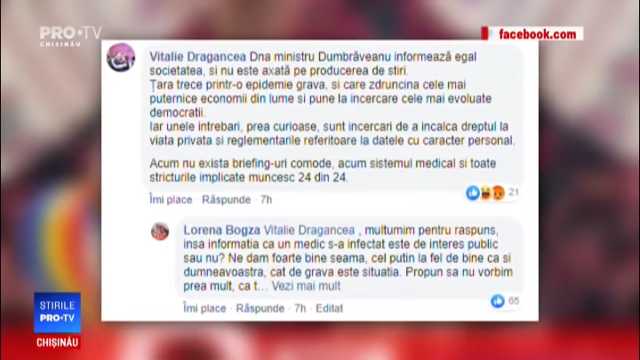 PRO•TV
CHIȘINĂU
facebook.com
Vitalie Dragancea Dna ministru Dumbrăveanu informează egal
societatea, si nu este axată pe producerea de stiri.
Țara trece printr-o epidemie grava, si care zdruncina cele mai
puternice economii din lume si pune la incercare cele mai evoluate
democratii.
Iar unele intrebari, prea curioase, sunt incercari de a incalca dreptul la
viata privata si reglementarile referitoare la datele cu caracter personal.
Acum nu exista briefing-uri comode, acum sistemul medical si toate
stricturile implicate muncesc 24 din 24.
Îmi place · Răspunde · 7h
21
Lorena Bogza Vitalie Dragancea , multumim pentru raspuns,
insa informatia ca un medic s-a infectat este de interes public
sau nu? Ne dam foarte bine seama, cel putin la fel de bine ca si
dumneavoastra, cat de grava este situatia. Propun sa nu vorbim
prea mult, ca t... Vezi mai mult
Îmi place · Răspunde · 7h · Editat
65
ȘTIRILE
PRO•TV
CHIȘINĂU